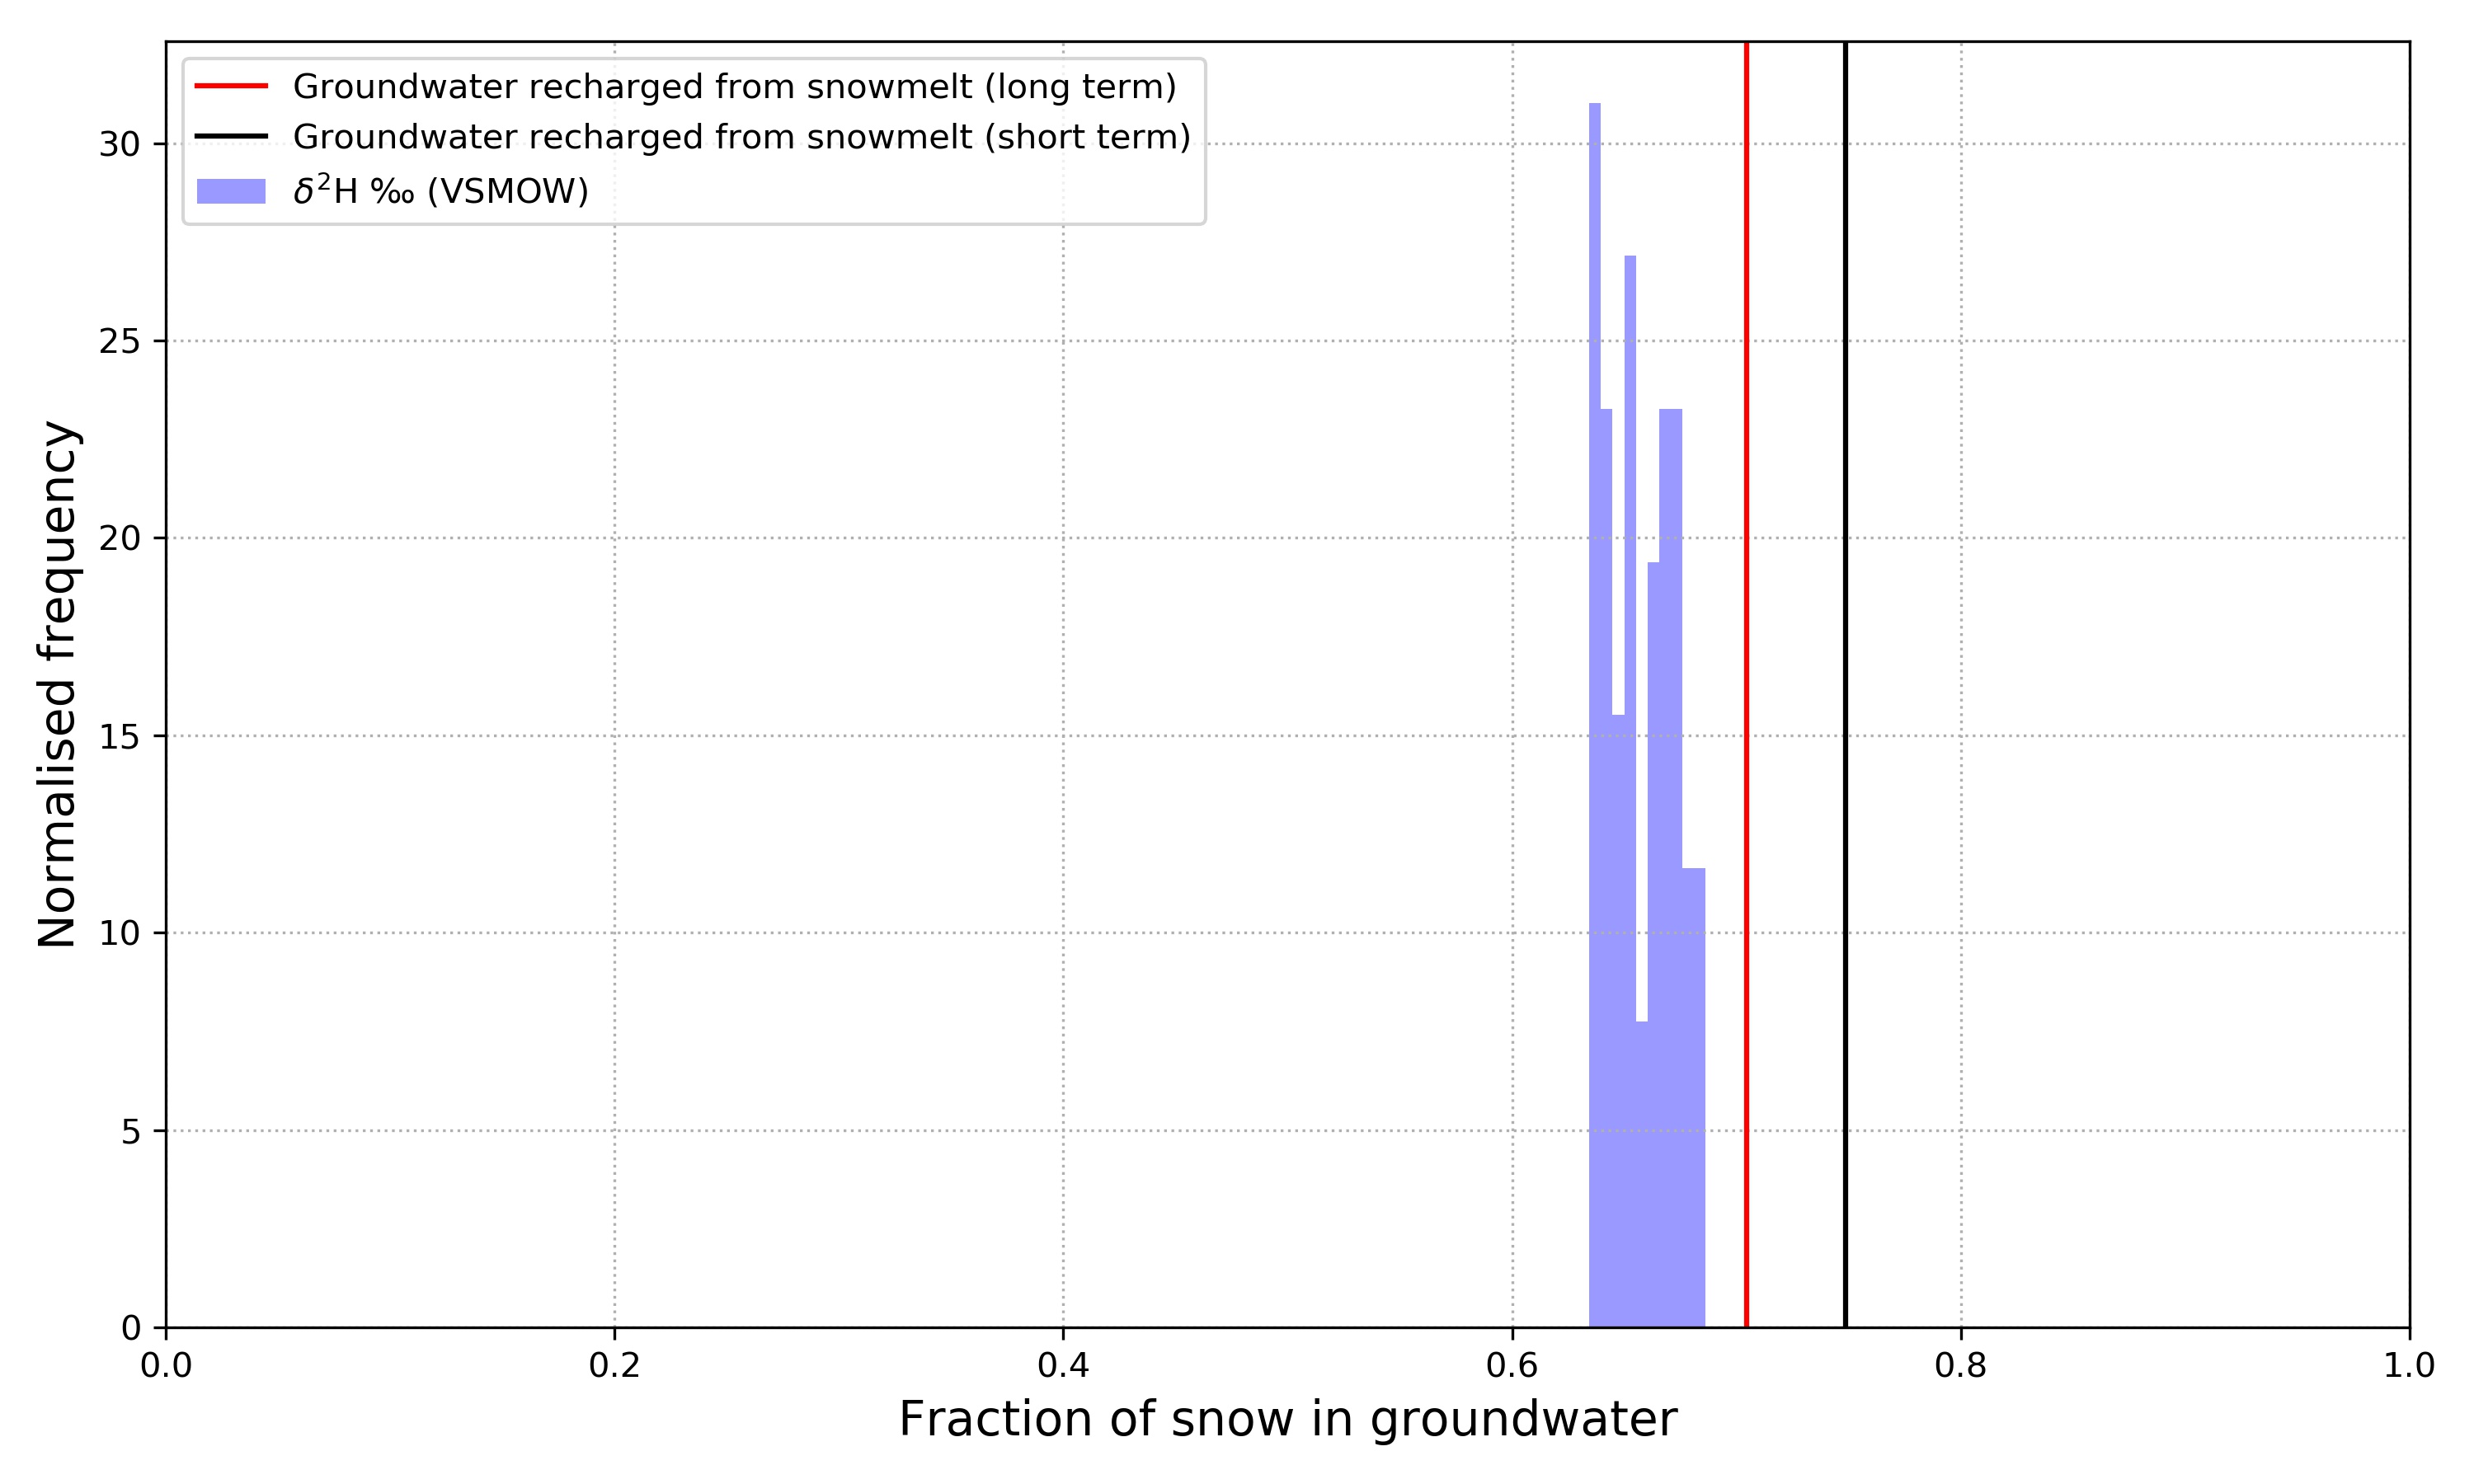 Groundwater recharged from snowmelt (long term)
Groundwater recharged from snowmelt (short term)
δ²H ‰ (VSMOW)
Normalised frequency
30
25
20
15
10
5
0
0.0 0.2 0.4 0.6 0.8 1.0
Fraction of snow in groundwater